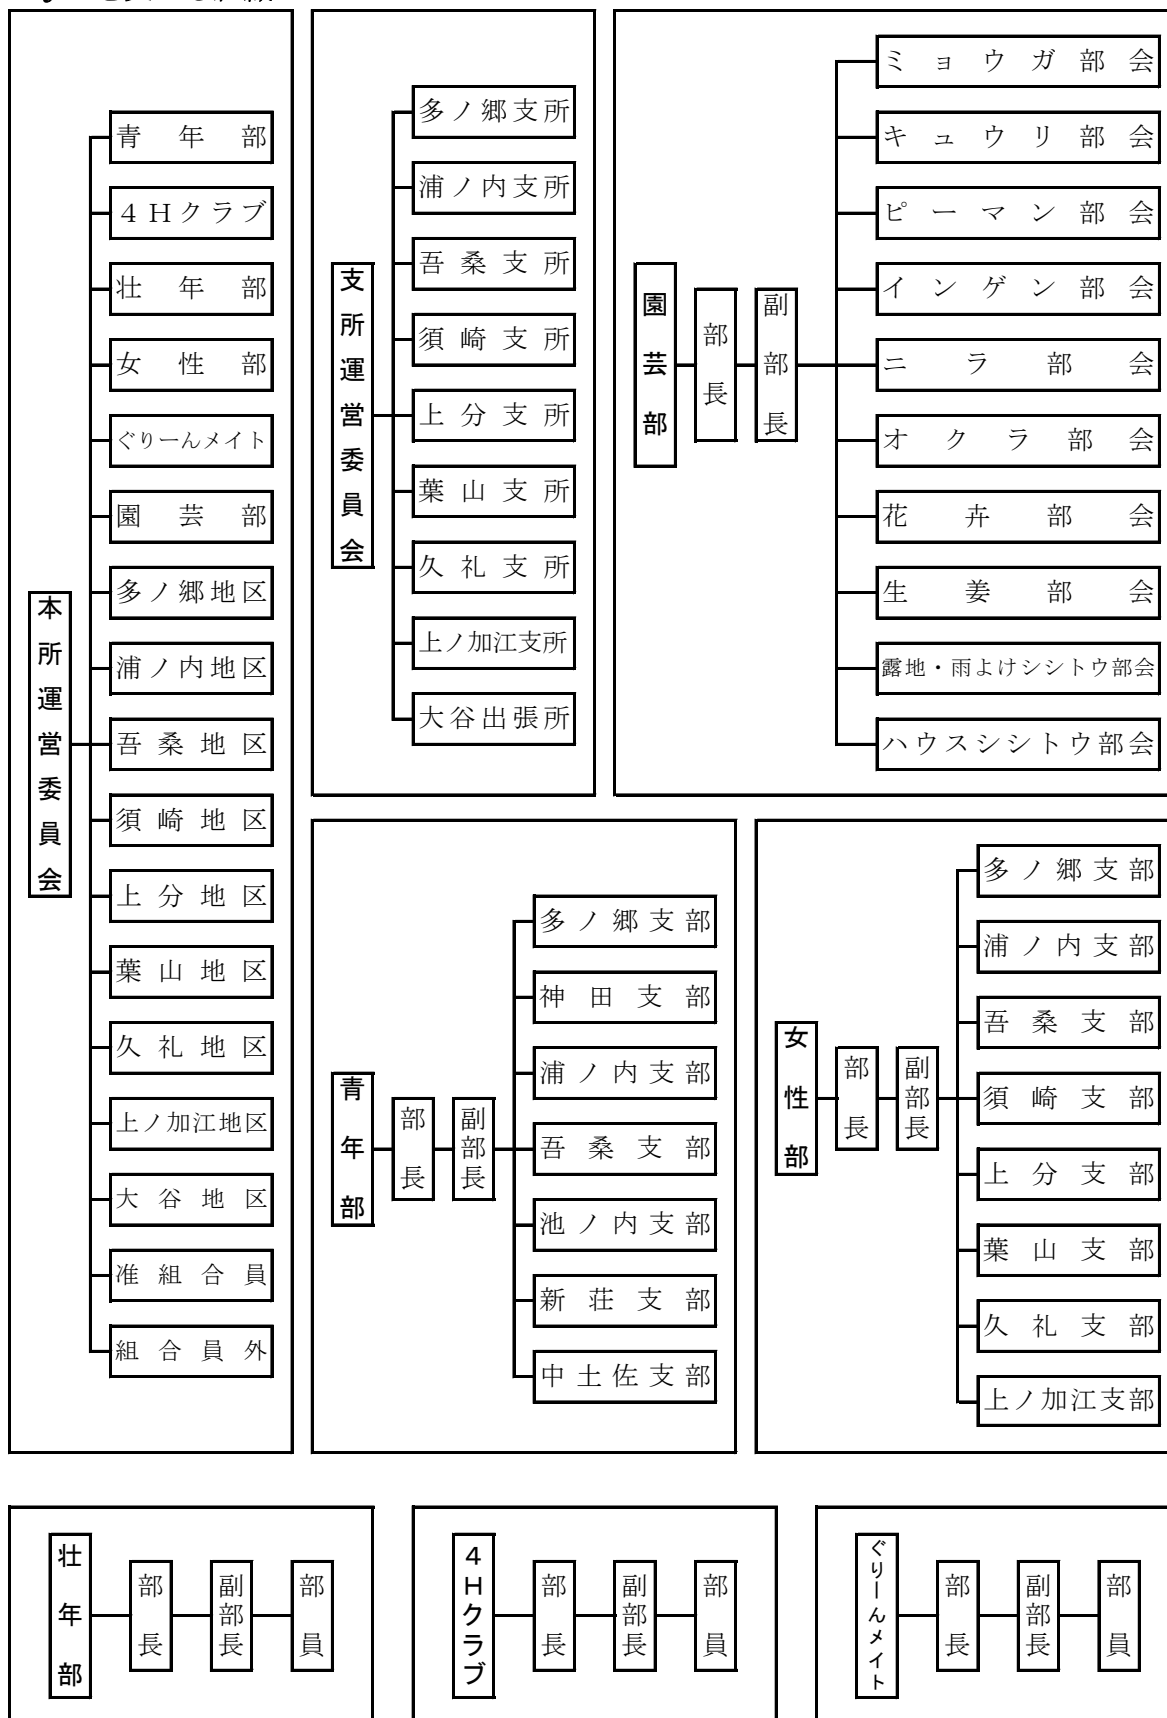 本所運営委員会
青年部
４Ｈクラブ
壮年部
女性部
ぐりーんメイト
園芸部
多ノ郷地区
浦ノ内地区
吾桑地区
須崎地区
上分地区
葉山地区
久礼地区
上ノ加江地区
大谷地区
准組合員
組合員外
支所運営委員会
多ノ郷支所
浦ノ内支所
吾桑支所
須崎支所
上分支所
葉山支所
久礼支所
上ノ加江支所
大谷出張所
園芸部
部長
副部長
ミョウガ部会
キュウリ部会
ピーマン部会
インゲン部会
ニラ部会
オクラ部会
花卉部会
生姜部会
露地・雨よけシシトウ部会
ハウスシシトウ部会
青年部
部長
副部長
多ノ郷支部
神田支部
浦ノ内支部
吾桑支部
池ノ内支部
新荘支部
中土佐支部
女性部
部長
副部長
多ノ郷支部
浦ノ内支部
吾桑支部
須崎支部
上分支部
葉山支部
久礼支部
上ノ加江支部
壮年部
部長
副部長
部員
４Ｈクラブ
部長
副部長
部員
ぐりーんメイト
部長
副部長
部員